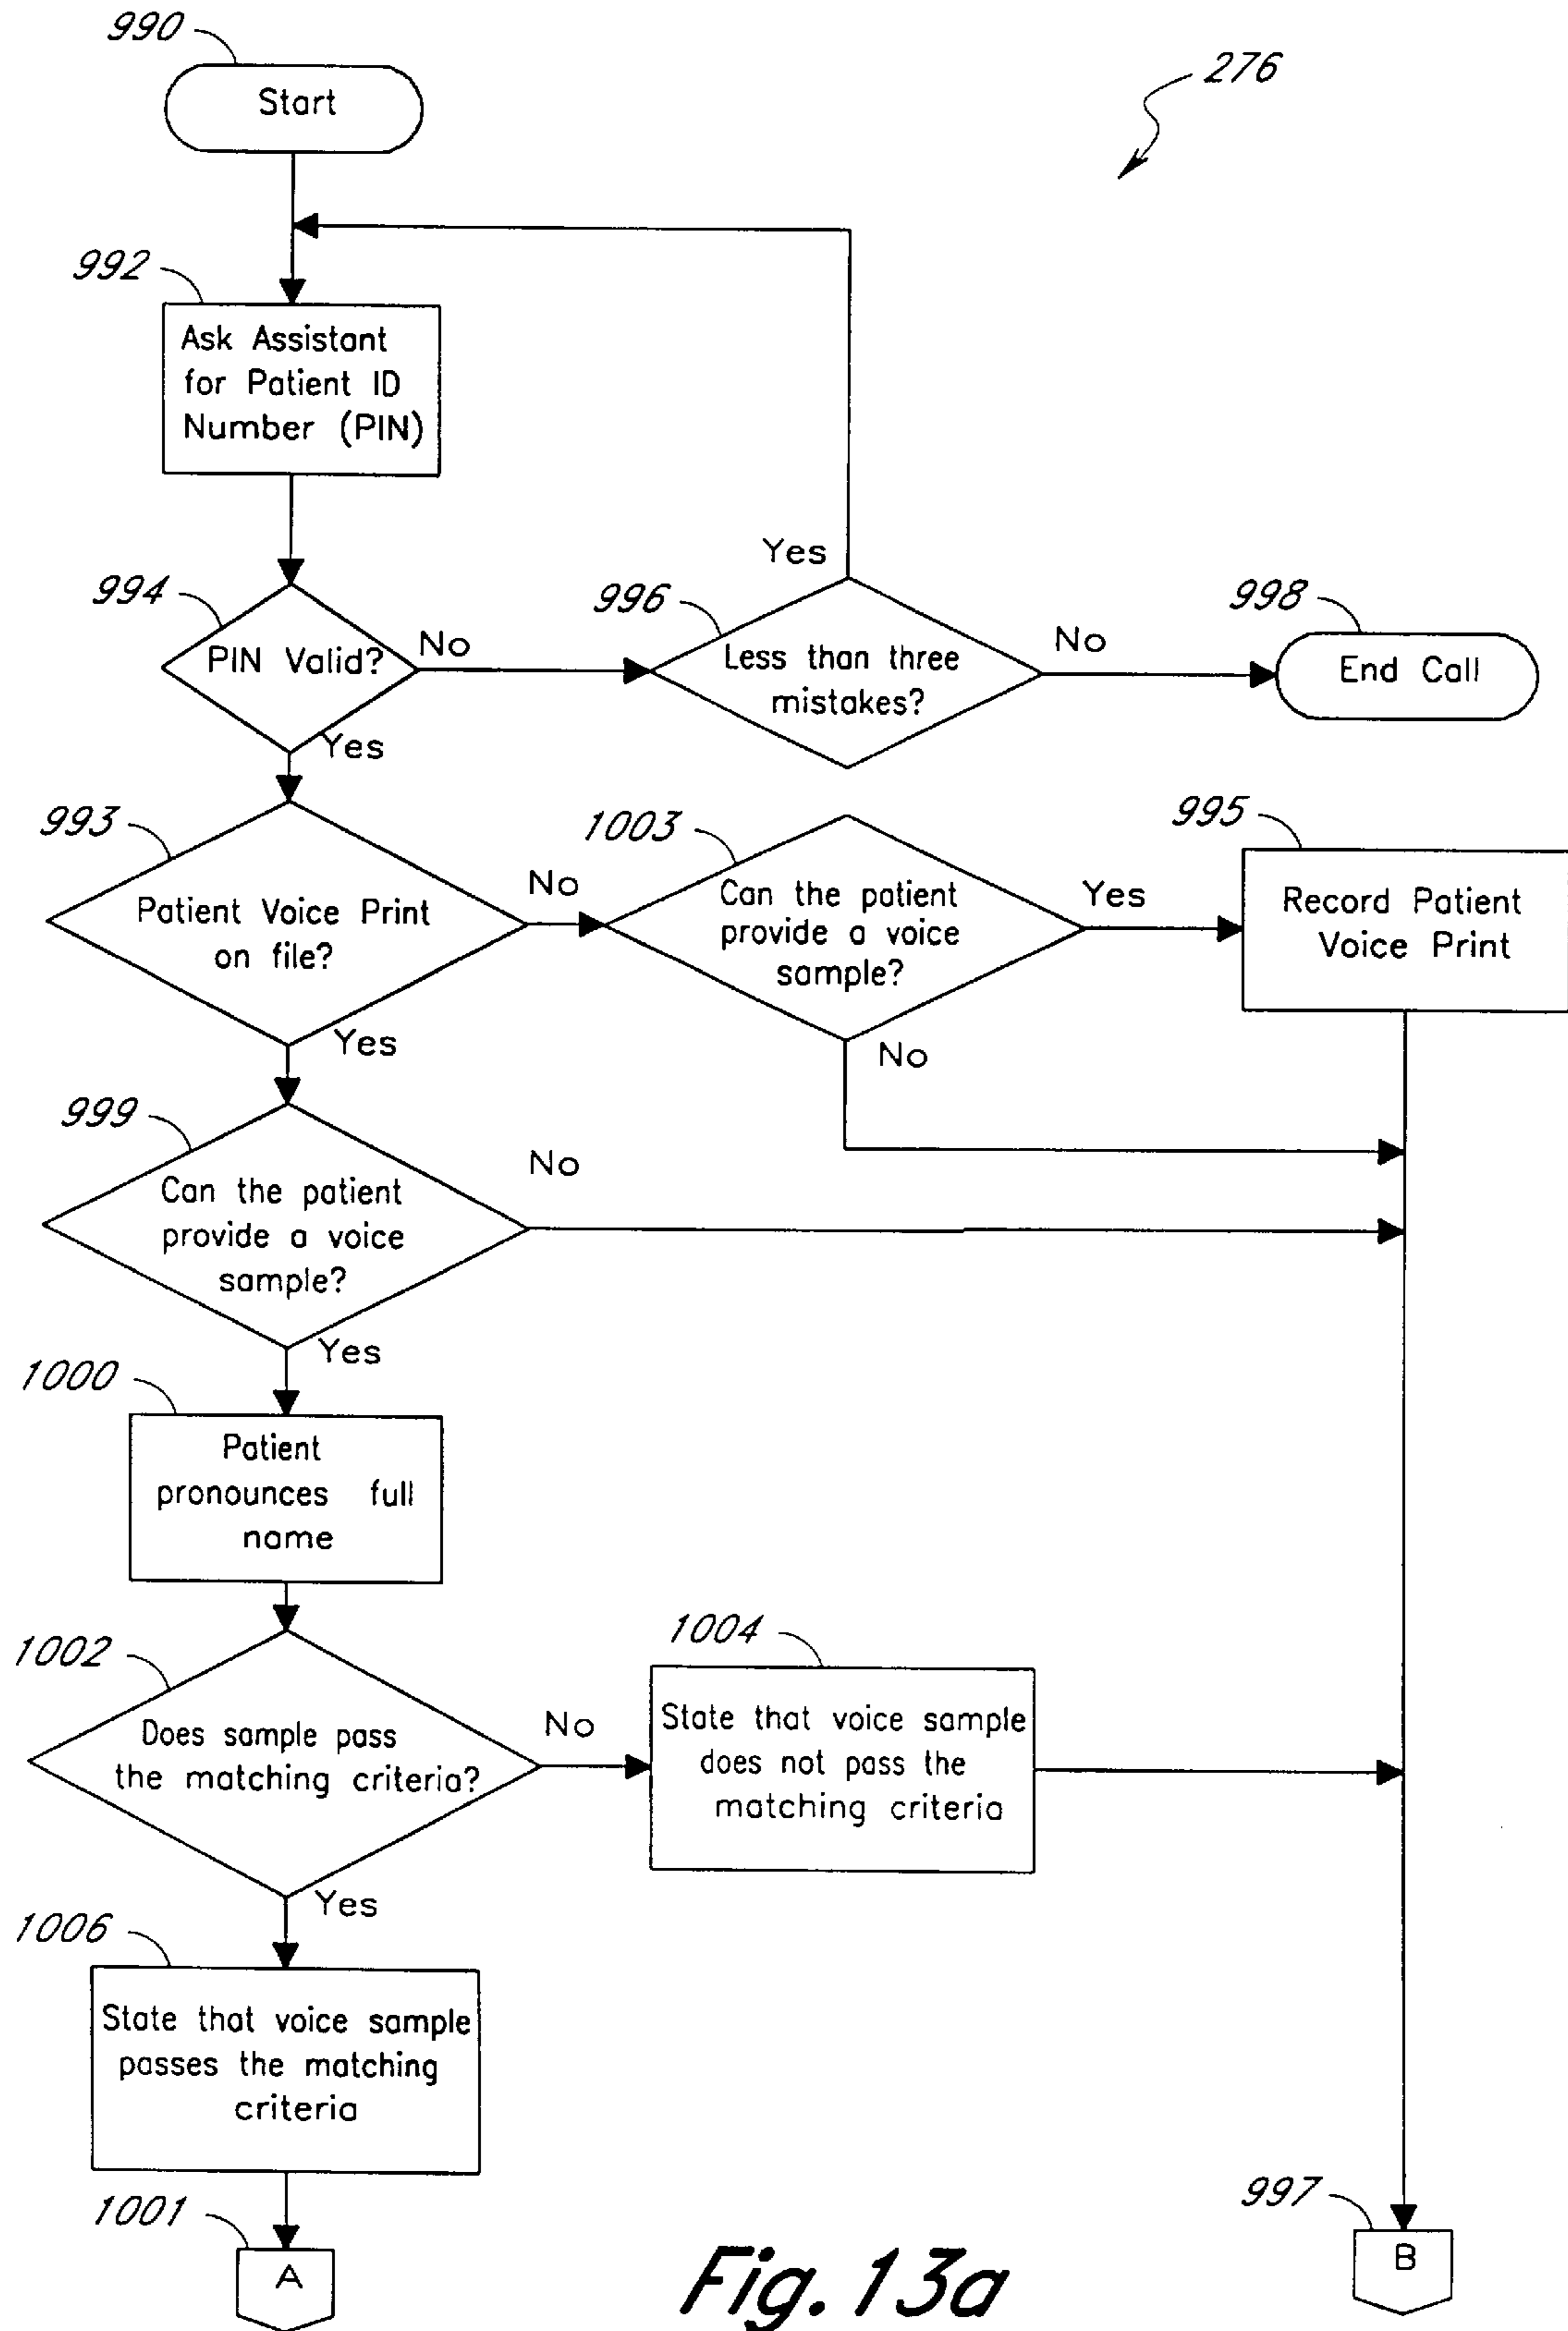 990
Start
276
992
Ask Assistant
for Patient ID
Number (PIN)
Yes
994
PIN Valid?
No
996
Less than three
mistakes?
No
998
End Call
Yes
993
Patient Voice Print
on file?
No
1003
Can the patient
provide a voice
sample?
Yes
995
Record Patient
Voice Print
Yes
No
999
Can the patient
provide a voice
sample?
No
Yes
1000
Patient
pronounces full
name
1002
Does sample pass
the matching criteria?
No
1004
State that voice sample
does not pass the
matching criteria
Yes
1006
State that voice sample
passes the matching
criteria
1001
A
997
B
Fig. 13a